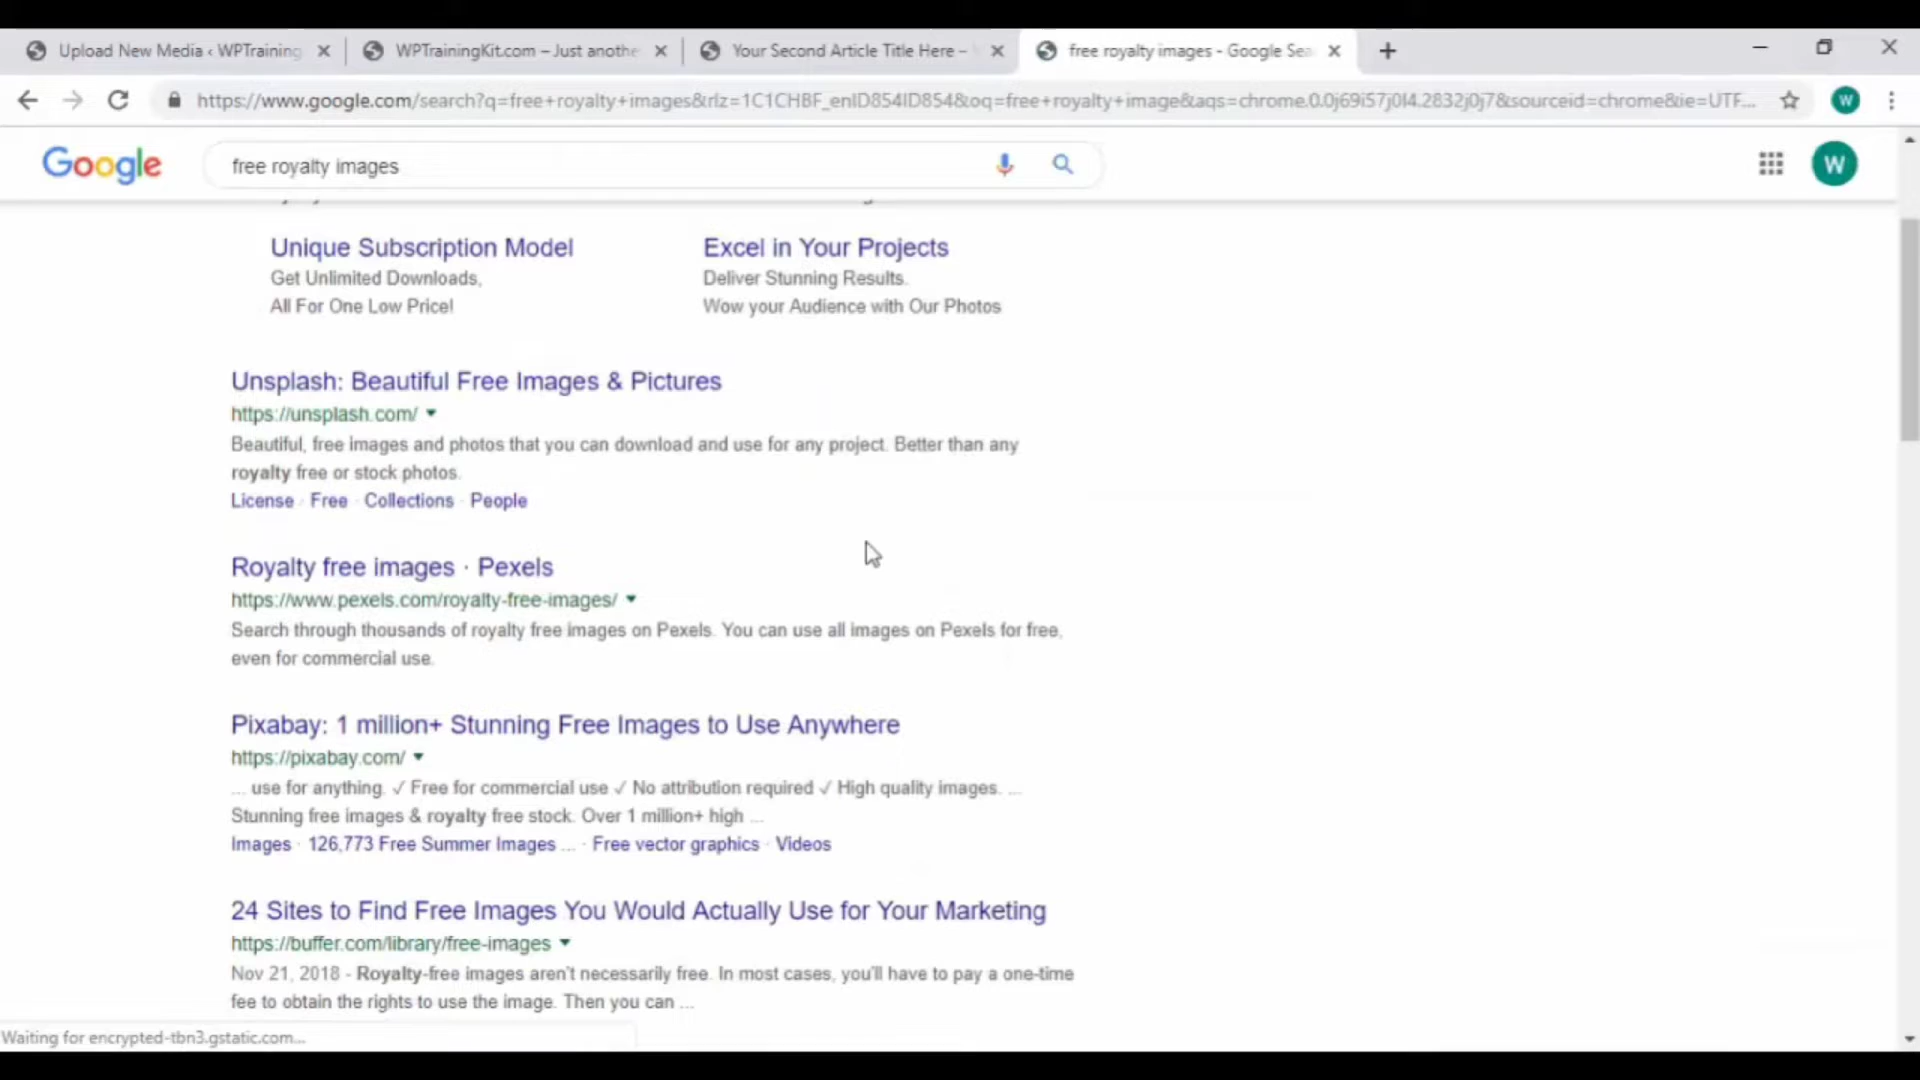 Upload New Media ‹ WPTraining
WPTrainingKit.com – Just anothe
Your Second Article Title Here –
free royalty images - Google Sea
https://www.google.com/search?q=free+royalty+images&rlz=1C1CHBF_enID854ID854&oq=free+royalty+image&aqs=chrome.0.0j69i57j0l4.2832j0j7&sourceid=chrome&ie=UTF...
W
Google
free royalty images
W
Unique Subscription Model
Get Unlimited Downloads,
All For One Low Price!
Excel in Your Projects
Deliver Stunning Results.
Wow your Audience with Our Photos
Unsplash: Beautiful Free Images & Pictures
https://unsplash.com/
Beautiful, free images and photos that you can download and use for any project. Better than any
royalty free or stock photos.
License · Free · Collections · People
Royalty free images · Pexels
https://www.pexels.com/royalty-free-images/
Search through thousands of royalty free images on Pexels. You can use all images on Pexels for free,
even for commercial use.
Pixabay: 1 million+ Stunning Free Images to Use Anywhere
https://pixabay.com/
... use for anything. ✓ Free for commercial use ✓ No attribution required ✓ High quality images. ...
Stunning free images & royalty free stock. Over 1 million+ high ...
Images · 126,773 Free Summer Images ... · Free vector graphics · Videos
24 Sites to Find Free Images You Would Actually Use for Your Marketing
https://buffer.com/library/free-images
Nov 21, 2018 - Royalty-free images aren't necessarily free. In most cases, you'll have to pay a one-time
fee to obtain the rights to use the image. Then you can ...
Waiting for encrypted-tbn3.gstatic.com...